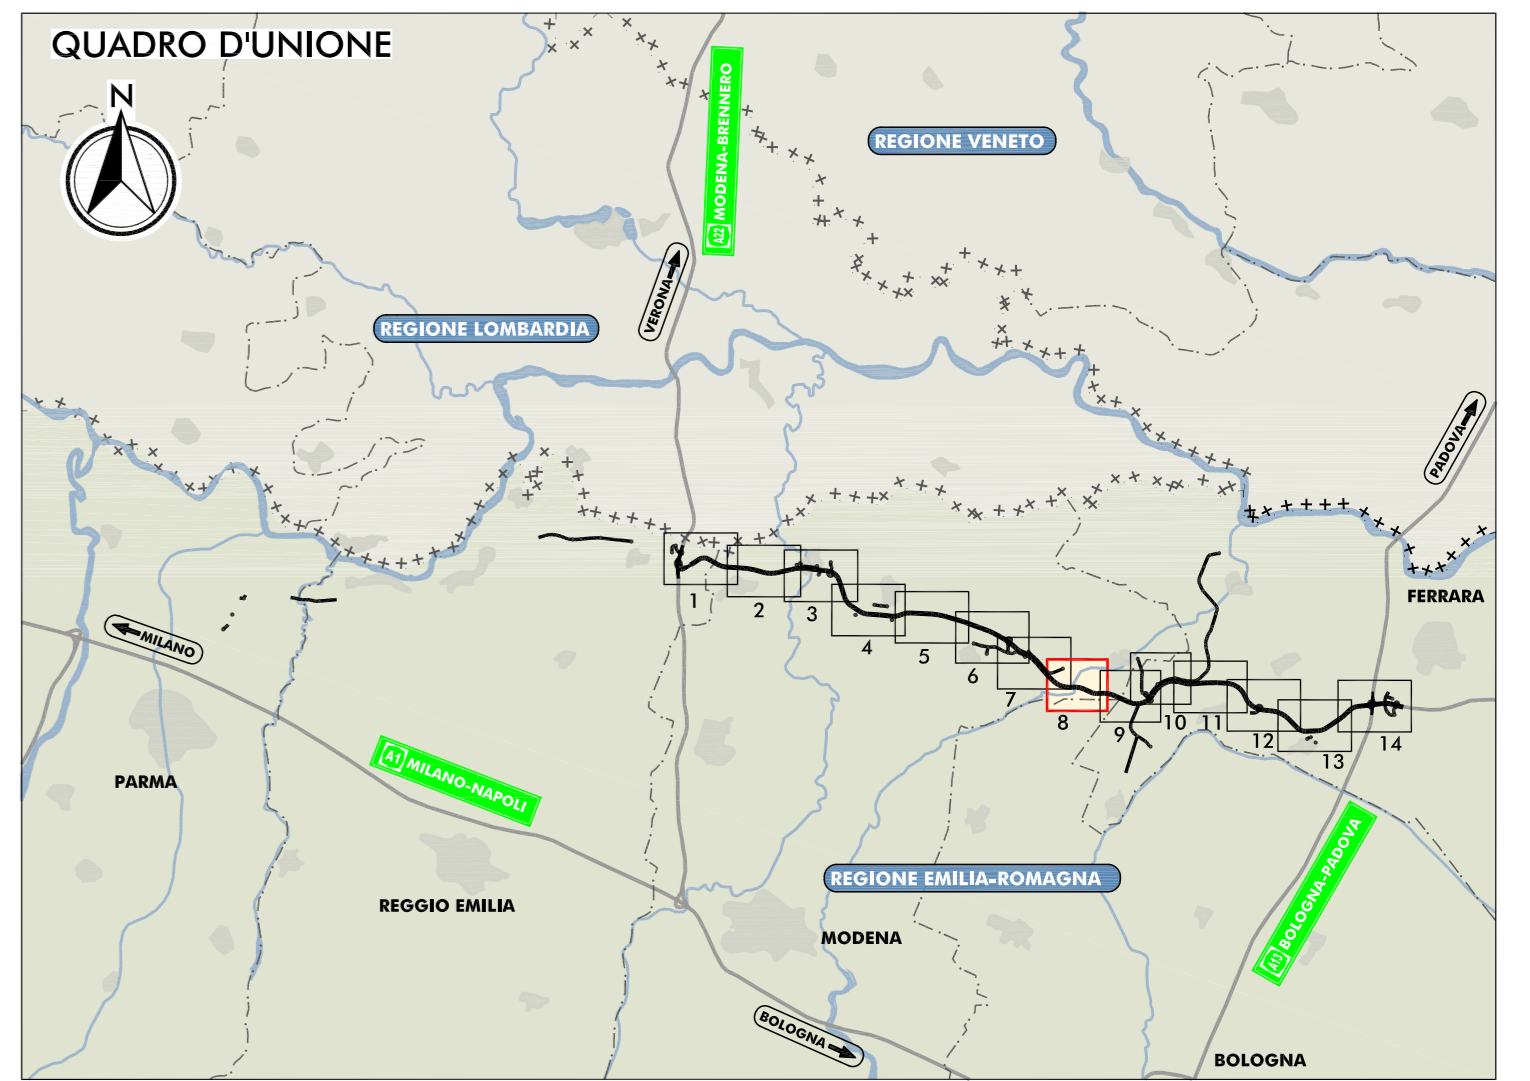 QUADRO D'UNIONE
N
A22 MODENA-BRENNERO
REGIONE VENETO
VERONA
REGIONE LOMBARDIA
PADOVA
FERRARA
MILANO
1
2
3
4
5
6
7
8
9
10
11
12
13
14
PARMA
A1 MILANO-NAPOLI
A13 BOLOGNA-PADOVA
REGIONE EMILIA-ROMAGNA
REGGIO EMILIA
MODENA
BOLOGNA
BOLOGNA